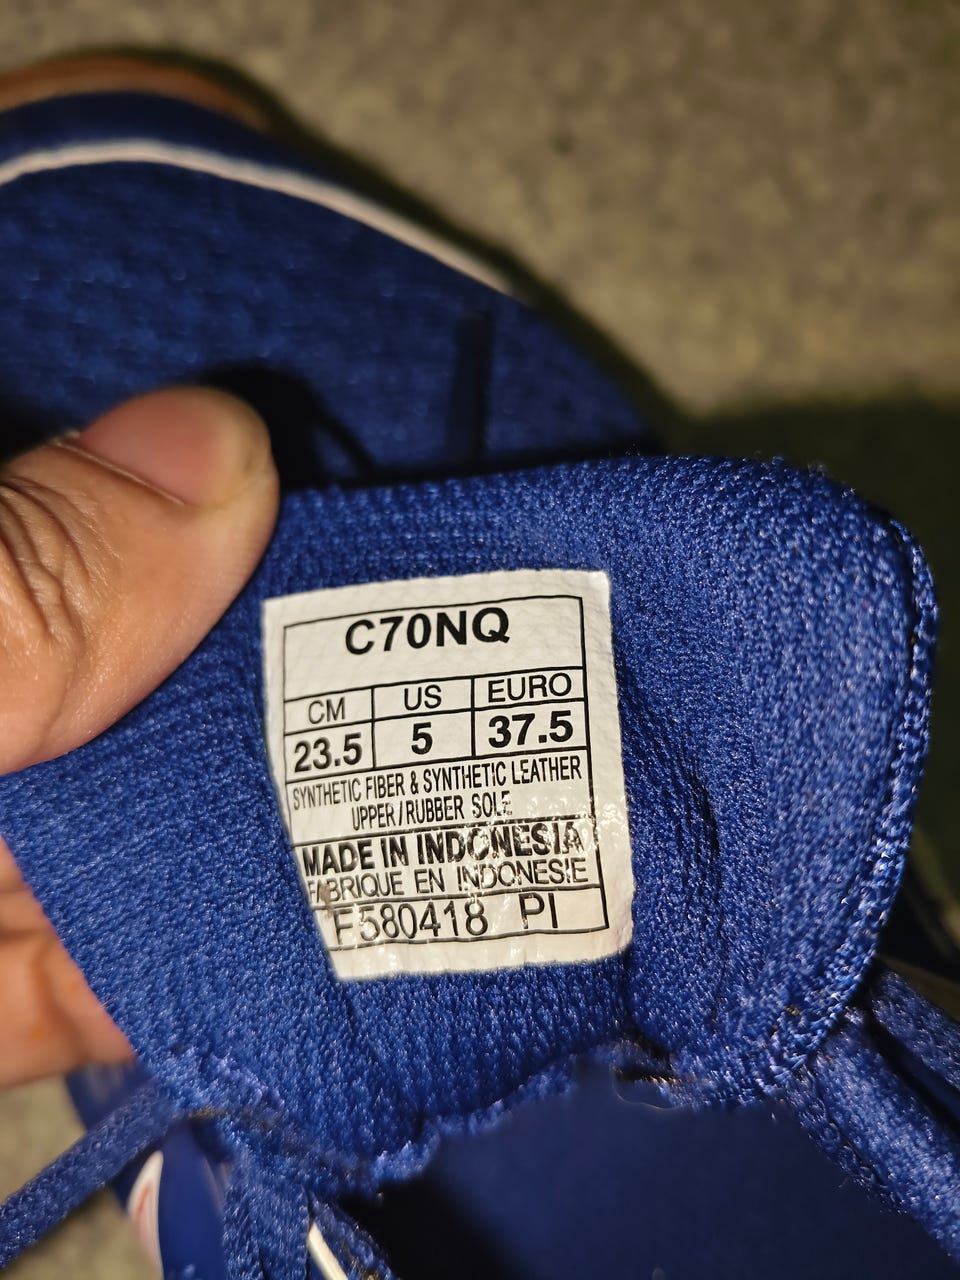 C70NQ
CM US EURO
23.5 5 37.5
SYNTHETIC FIBER & SYNTHETIC LEATHER
UPPER / RUBBER SOLE
MADE IN INDONESIA
FABRIQUE EN INDONESIE
F580418 PI